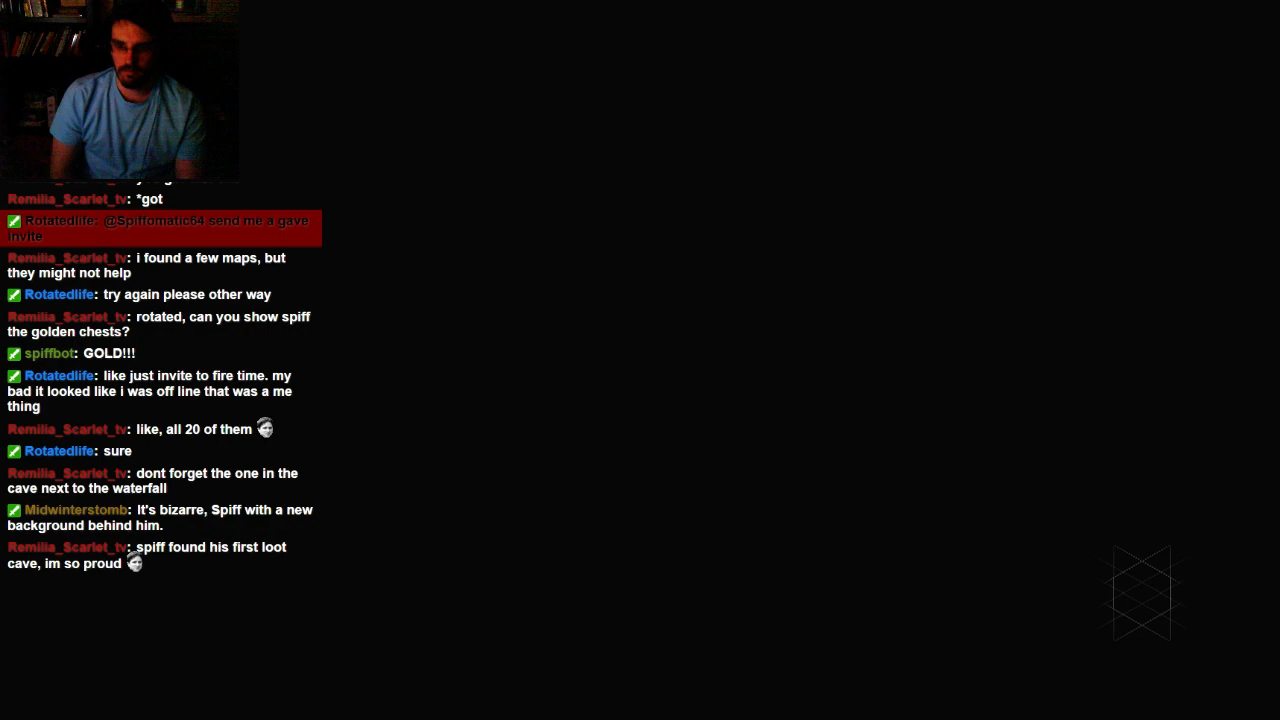 Remilia_Scarlet_tv: *got
Rotatedlife: @Spiffomatic64 send me a gave
invite
Remilia_Scarlet_tv: i found a few maps, but
they might not help
Rotatedlife: try again please other way
Remilia_Scarlet_tv: rotated, can you show spiff
the golden chests?
spiffbot: GOLD!!!
Rotatedlife: like just invite to fire time. my
bad it looked like i was off line that was a me
thing
Remilia_Scarlet_tv: like, all 20 of them
Rotatedlife: sure
Remilia_Scarlet_tv: dont forget the one in the
cave next to the waterfall
Midwinterstomb: It's bizarre, Spiff with a new
background behind him.
Remilia_Scarlet_tv: spiff found his first loot
cave, im so proud